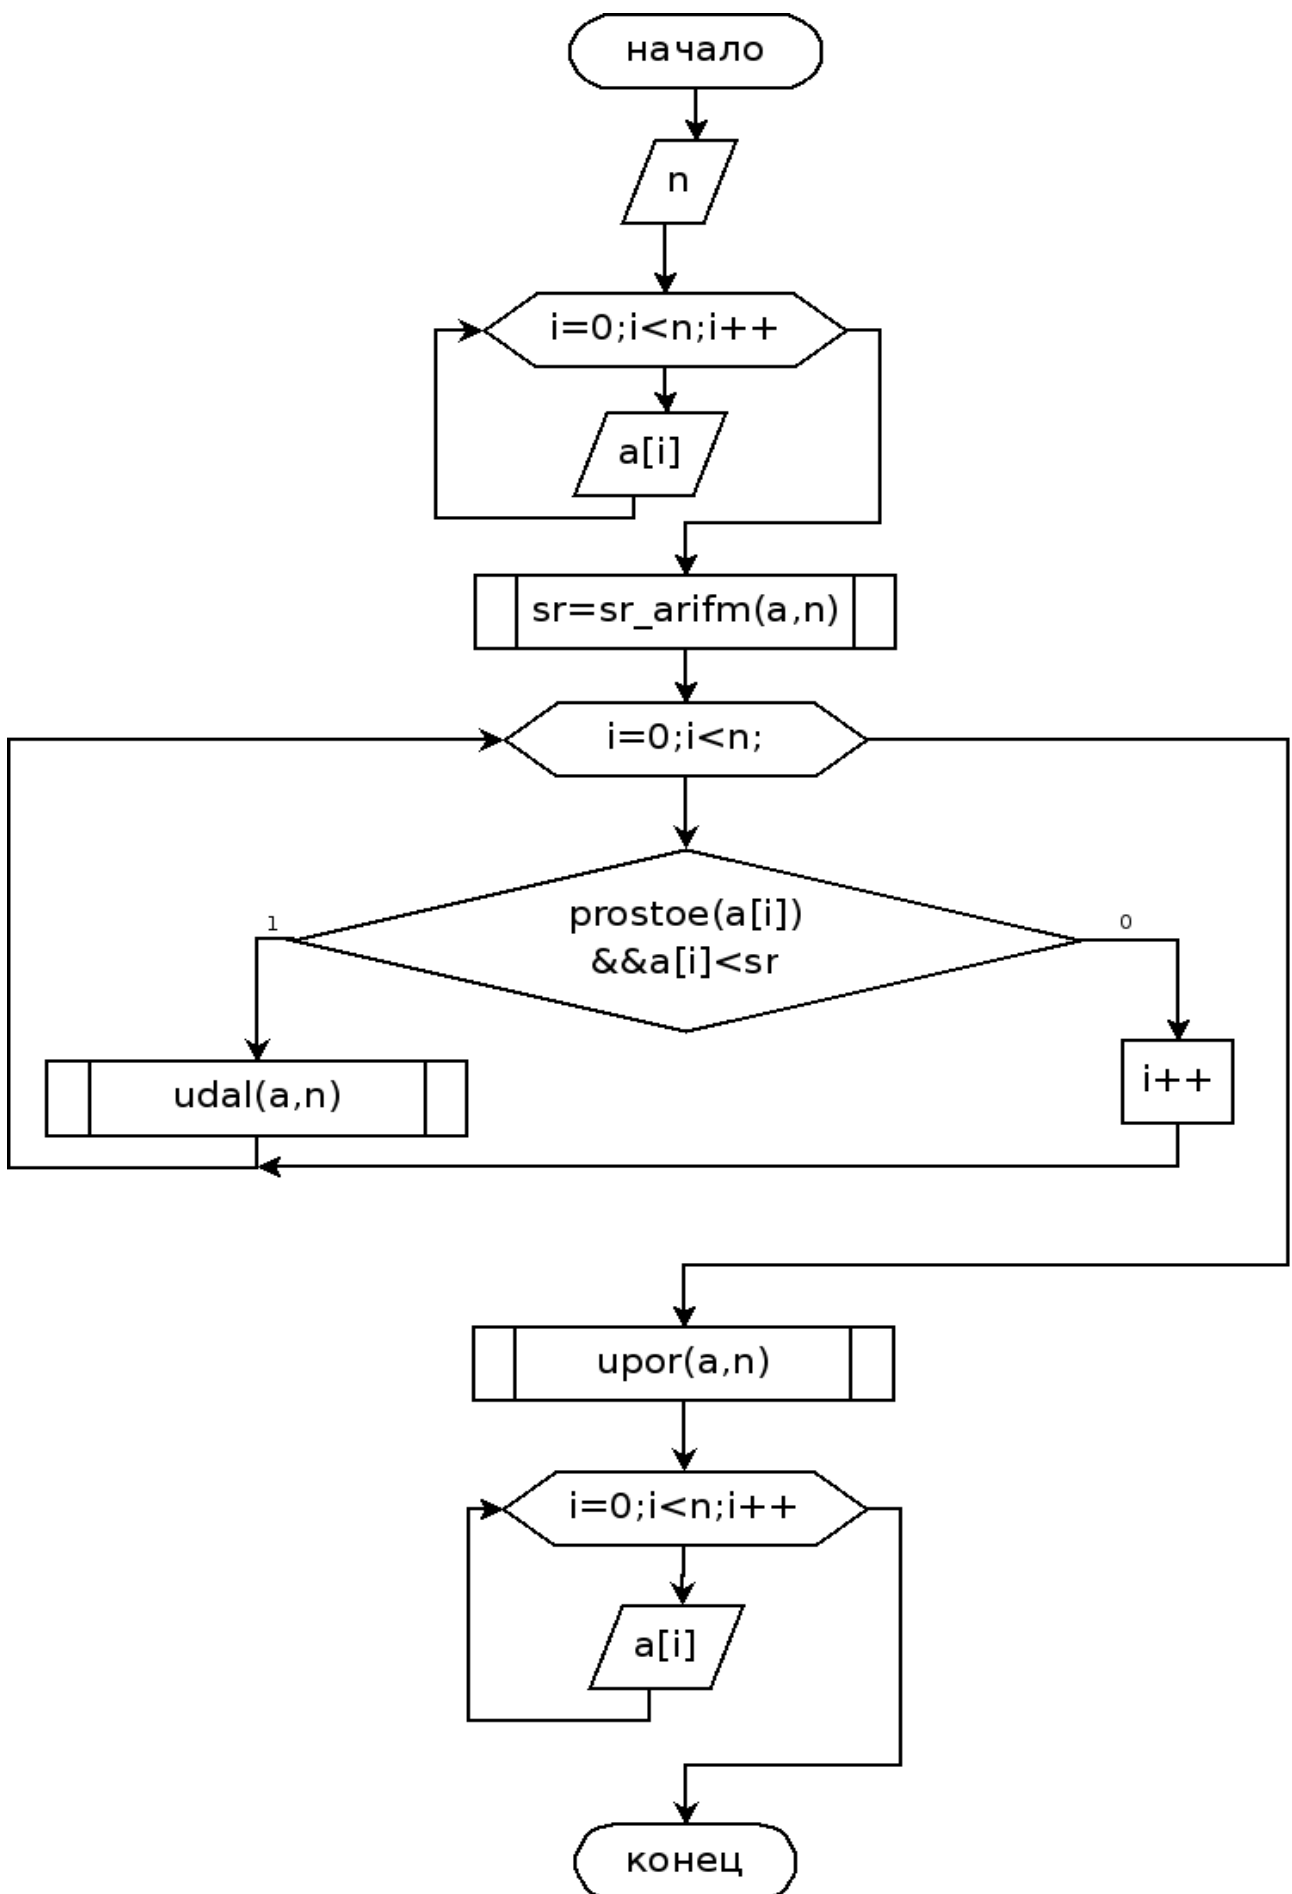 начало
n
i=0;i<n;i++
a[i]
sr=sr_arifm(a,n)
i=0;i<n;
prostoe(a[i])
&&a[i]<sr
1
0
udal(a,n)
i++
upor(a,n)
i=0;i<n;i++
a[i]
конец